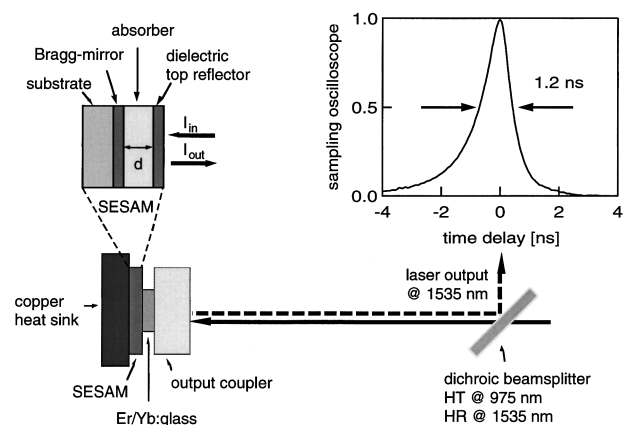 absorber
Bragg-mirror
dielectric
top reflector
substrate
I in
I out
d
SESAM
copper
heat sink
SESAM
Er/Yb:glass
output coupler
laser output
@ 1535 nm
dichroic beamsplitter
HT @ 975 nm
HR @ 1535 nm
sampling oscilloscope
1.0
0.5
0.0
1.2 ns
-4 -2 0 2 4
time delay [ns]